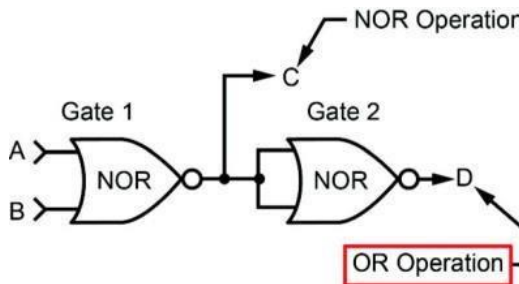 NOR Operation
C
Gate 1
Gate 2
A
NOR
NOR
D
B
OR Operation